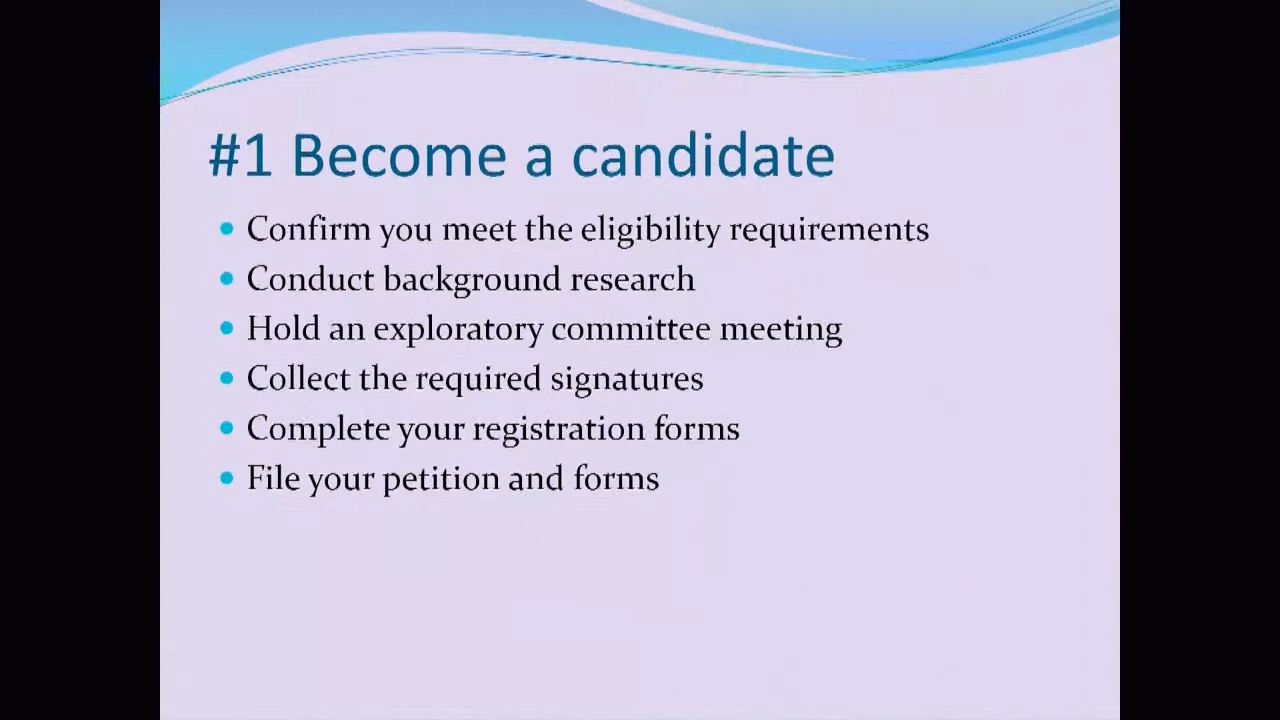 #1 Become a candidate
• Confirm you meet the eligibility requirements
• Conduct background research
• Hold an exploratory committee meeting
• Collect the required signatures
• Complete your registration forms
• File your petition and forms